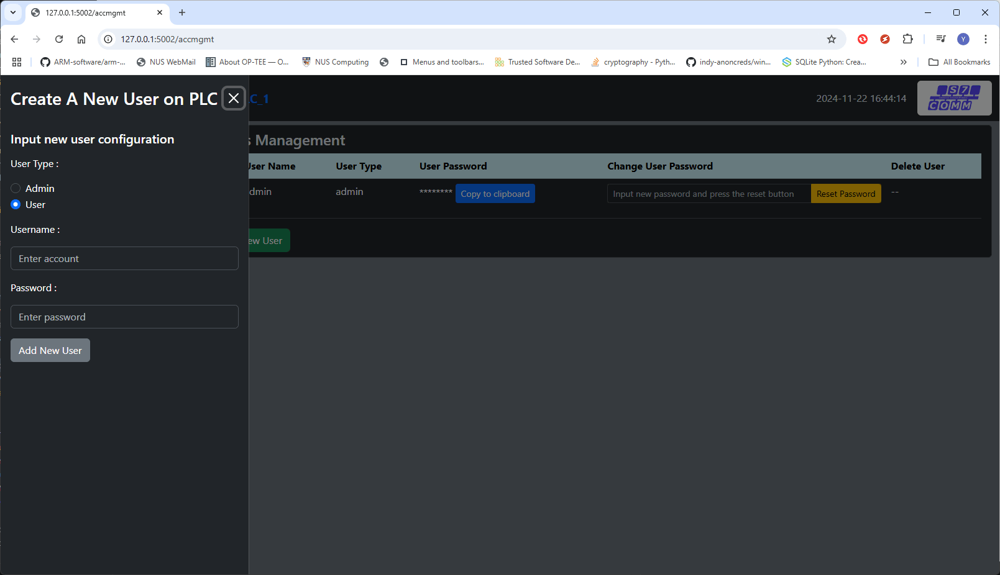 127.0.0.1:5002/accmgmt
127.0.0.1:5002/accmgmt
Y
ARM-software/arm-...
NUS WebMail
About OP-TEE — O...
NUS Computing
Menus and toolbars...
Trusted Software De...
cryptography - Pyth...
indy-anoncreds/win...
SQLite Python: Crea...
All Bookmarks
Create A New User on PLC
C_1
2024-11-22 16:44:14
S7
COMM
Input new user configuration
s Management
User Type :
User Name
User Type
User Password
Change User Password
Delete User
Admin
dmin
admin
********
Copy to clipboard
Input new password and press the reset button
Reset Password
--
User
Username :
ew User
Enter account
Password :
Enter password
Add New User